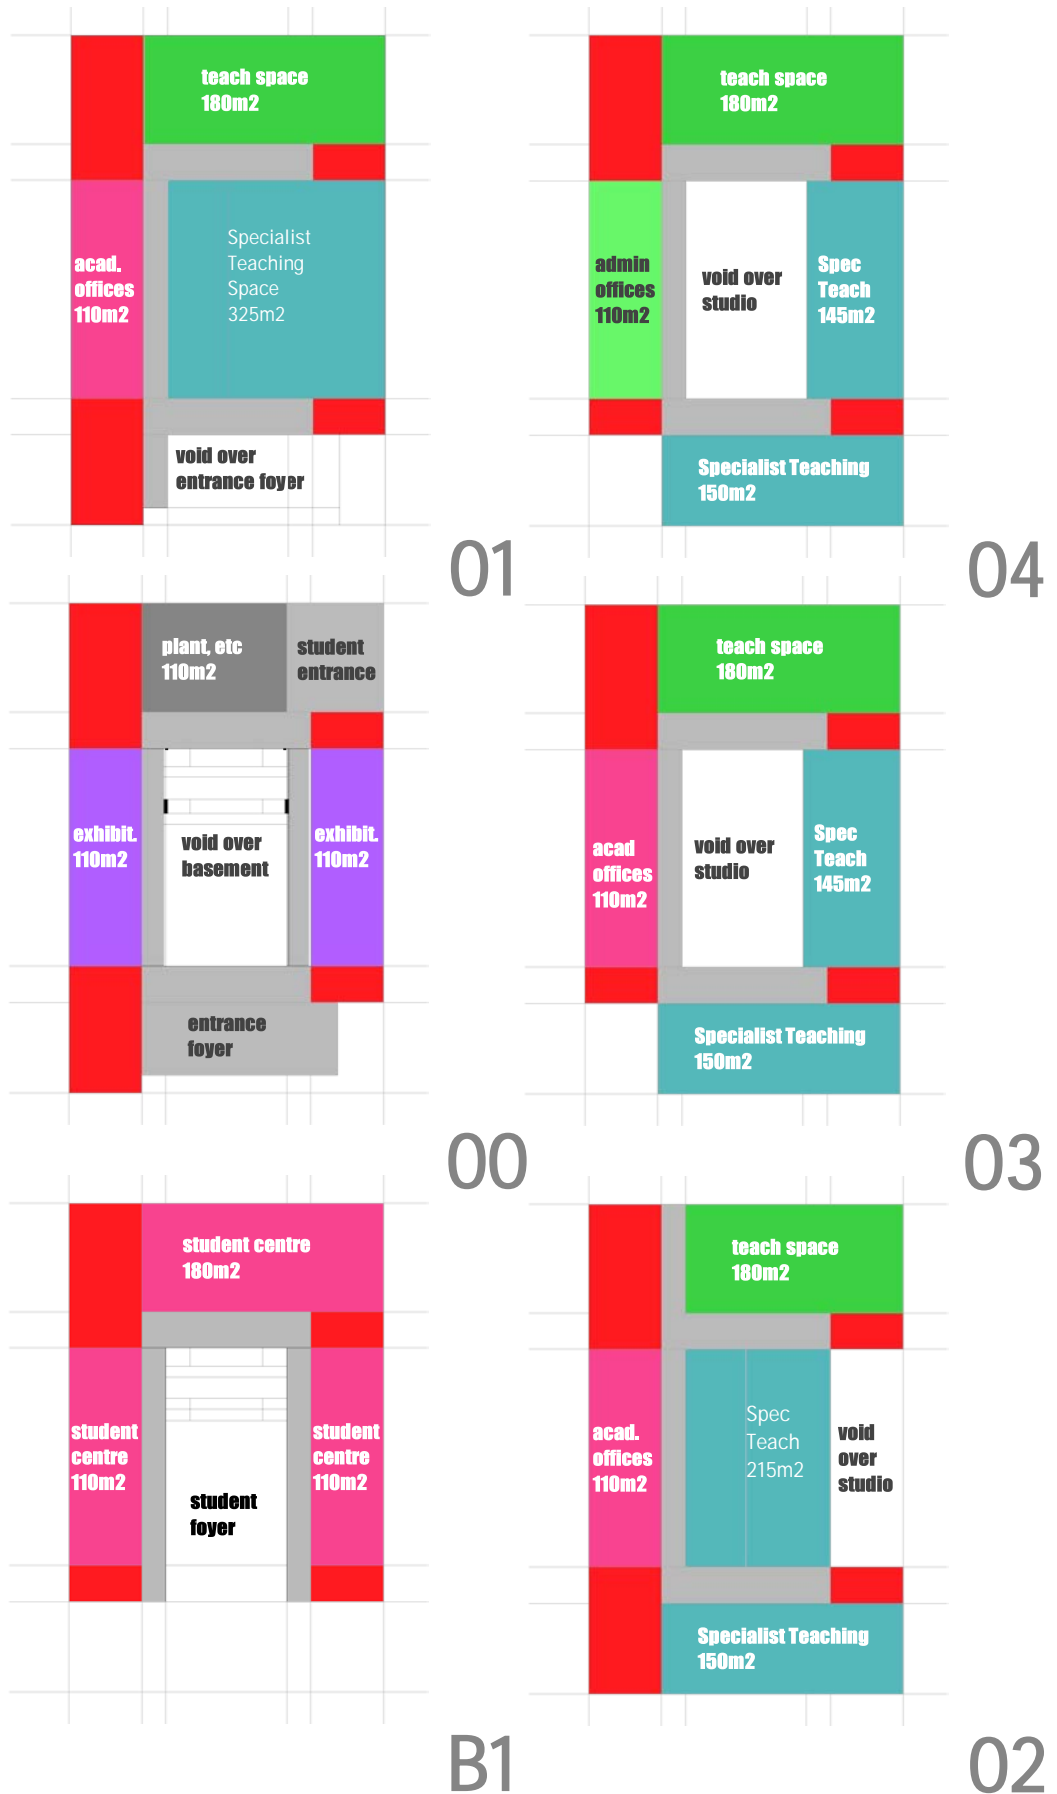 teach space
180m2
acad.
offices
110m2
Specialist
Teaching
Space
325m2
void over
entrance foyer
01
teach space
180m2
admin
offices
110m2
void over
studio
Spec
Teach
145m2
Specialist Teaching
150m2
04
plant, etc
110m2
student
entrance
exhibit.
110m2
void over
basement
exhibit.
110m2
entrance
foyer
00
teach space
180m2
acad
offices
110m2
void over
studio
Spec
Teach
145m2
Specialist Teaching
150m2
03
student centre
180m2
student
centre
110m2
student
foyer
student
centre
110m2
B1
teach space
180m2
acad.
offices
110m2
Spec
Teach
215m2
void
over
studio
Specialist Teaching
150m2
02